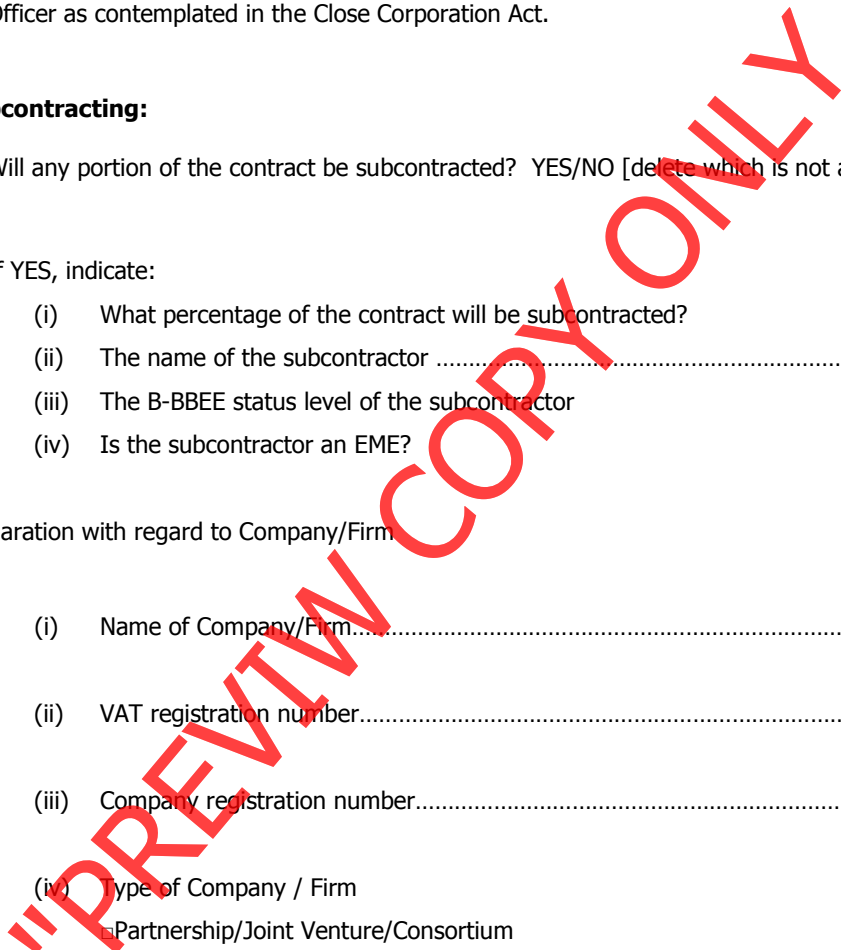 Officer as contemplated in the Close Corporation Act.
contracting:
Will any portion of the contract be subcontracted? YES/NO [delete which is not a
f YES, indicate:
(i) What percentage of the contract will be subcontracted?
(ii) The name of the subcontractor ……………………………………………………
(iii) The B-BBEE status level of the subcontractor
(iv) Is the subcontractor an EME?
aration with regard to Company/Firm
(i) Name of Company/Firm………………………………………………………………
(ii) VAT registration number……………………………………………………………
(iii) Company registration number………………………………………………………
(iv) Type of Company / Firm
□Partnership/Joint Venture/Consortium
"PREVIW COPY ONLY